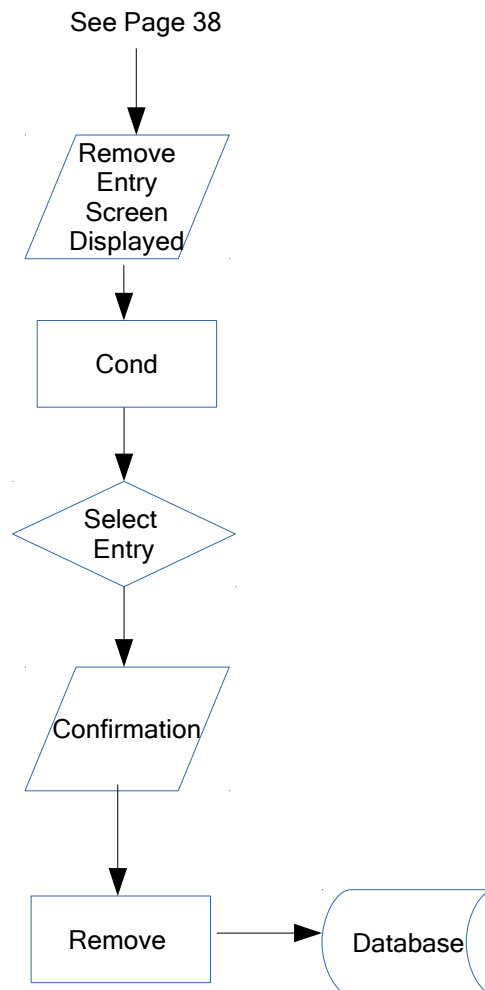 See Page 38
Remove
Entry
Screen
Displayed
Cond
Select
Entry
Confirmation
Remove
Database